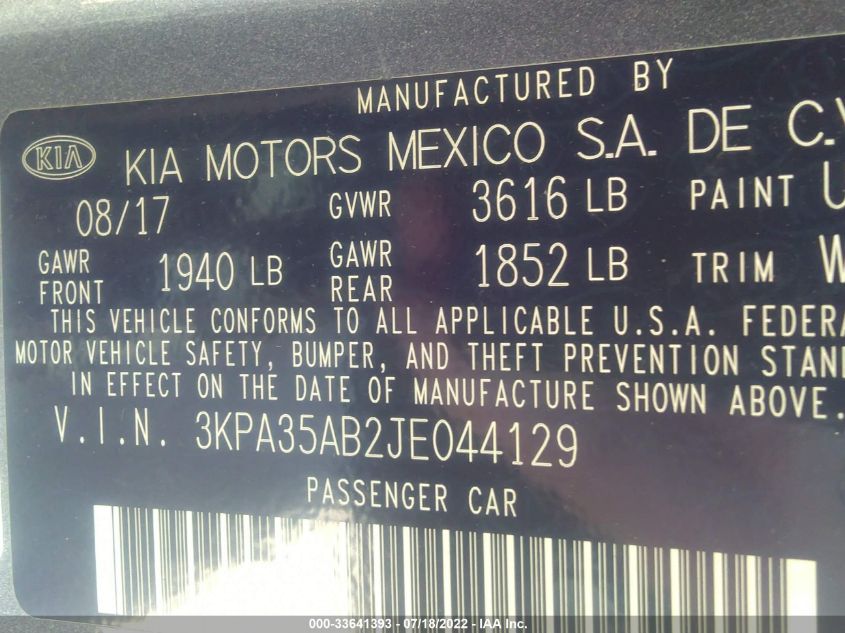 MANUFACTURED BY
KIA KIA MOTORS MEXICO S.A. DE C.V
08/17 GVWR 3616 LB PAINT U
GAWR FRONT 1940 LB GAWR REAR 1852 LB TRIM W
THIS VEHICLE CONFORMS TO ALL APPLICABLE U.S.A. FEDERA
MOTOR VEHICLE SAFETY, BUMPER, AND THEFT PREVENTION STAN
IN EFFECT ON THE DATE OF MANUFACTURE SHOWN ABOVE.
V.I.N. 3KPA35AB2JE044129
PASSENGER CAR
000-33641393 - 07/18/2022 - IAA Inc.